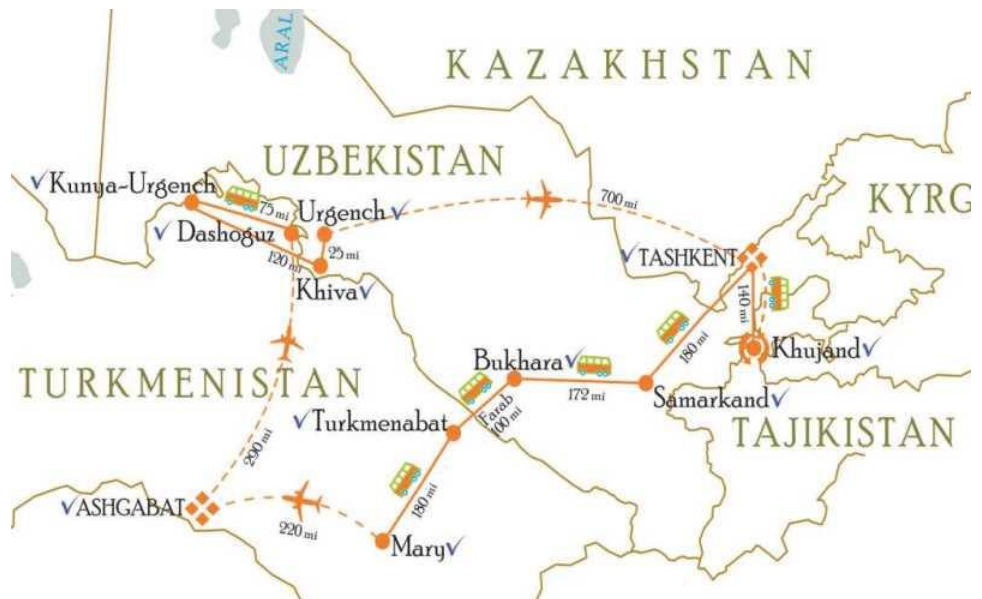 ARAL
KAZAKHSTAN
UZBEKISTAN
KYRG
Kunya-Urgench
75 mi
Urgench
700 mi
Dashoguz
120 mi
25 mi
Khiva
TASHKENT
140 mi
180 mi
Khujand
Bukhara
172 mi
Samarkand
TURKMENISTAN
Turkmenabat
Farab
100 mi
TAJIKISTAN
290 mi
180 mi
ASHGABAT
220 mi
Mary